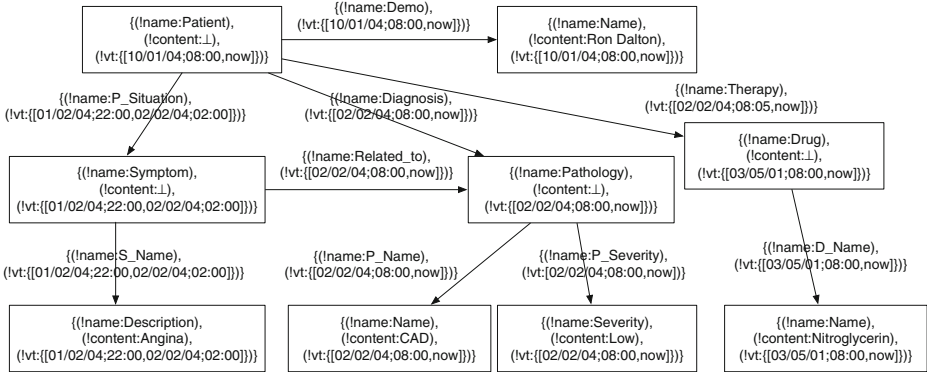 {(!name:Patient),
(!content:⊥),
(!vt:{[10/01/04;08:00,now]})}
{(!name:Demo),
(!vt:{[10/01/04;08:00,now]})}
{(!name:Name),
(!content:Ron Dalton),
(!vt:{[10/01/04;08:00,now]})}
{(!name:P_Situation),
(!vt:{[01/02/04;22:00,02/02/04;02:00]})}
{(!name:Diagnosis),
(!vt:{[02/02/04;08:00,now]})}
{(!name:Therapy),
(!vt:{[02/02/04;08:05,now]})}
{(!name:Symptom),
(!content:⊥),
(!vt:{[01/02/04;22:00,02/02/04;02:00]})}
{(!name:Related_to),
(!vt:{[02/02/04;08:00,now]})}
{(!name:Pathology),
(!content:⊥),
(!vt:{[02/02/04;08:00,now]})}
{(!name:Drug),
(!content:⊥),
(!vt:{[03/05/01;08:00,now]})}
{(!name:S_Name),
(!vt:{[01/02/04;22:00,02/02/04;02:00]})}
{(!name:P_Name),
(!vt:{[02/02/04;08:00,now]})}
{(!name:P_Severity),
(!vt:{[02/02/04;08:00,now]})}
{(!name:D_Name),
(!vt:{[03/05/01;08:00,now]})}
{(!name:Description),
(!content:Angina),
(!vt:{[01/02/04;22:00,02/02/04;02:00]})}
{(!name:Name),
(!content:CAD),
(!vt:{[02/02/04;08:00,now]})}
{(!name:Severity),
(!content:Low),
(!vt:{[02/02/04;08:00,now]})}
{(!name:Name),
(!content:Nitroglycerin),
(!vt:{[03/05/01;08:00,now]})}